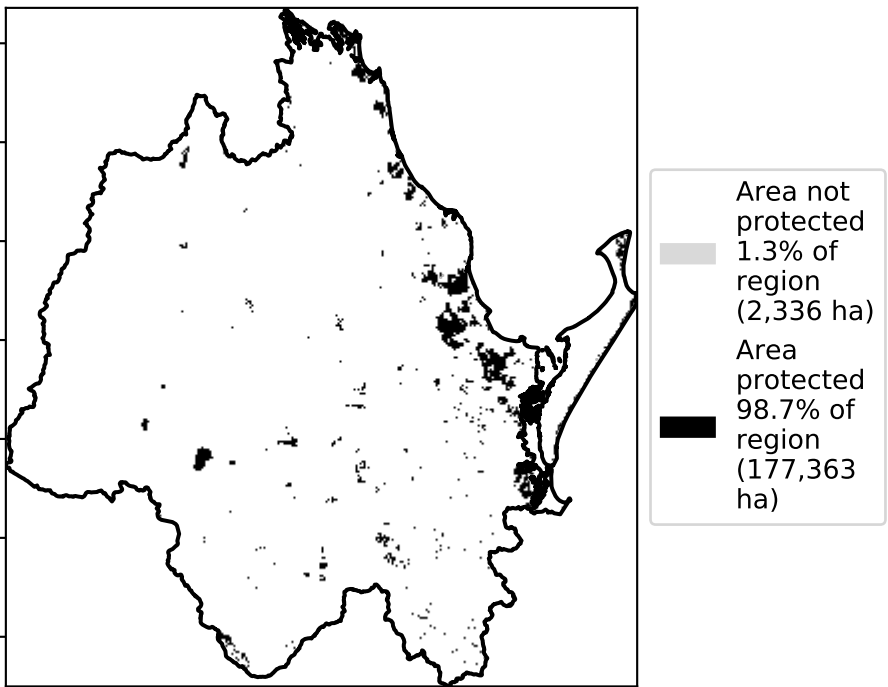 Area not
protected
1.3% of
region
(2,336 ha)
Area
protected
98.7% of
region
(177,363
ha)